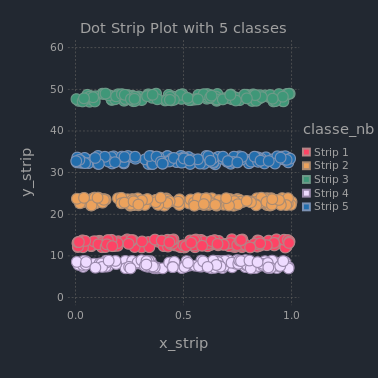 Dot Strip Plot with 5 classes
60
50
40
30
20
10
0
y_strip
0.0
0.5
1.0
x_strip
classe_nb
Strip 1
Strip 2
Strip 3
Strip 4
Strip 5